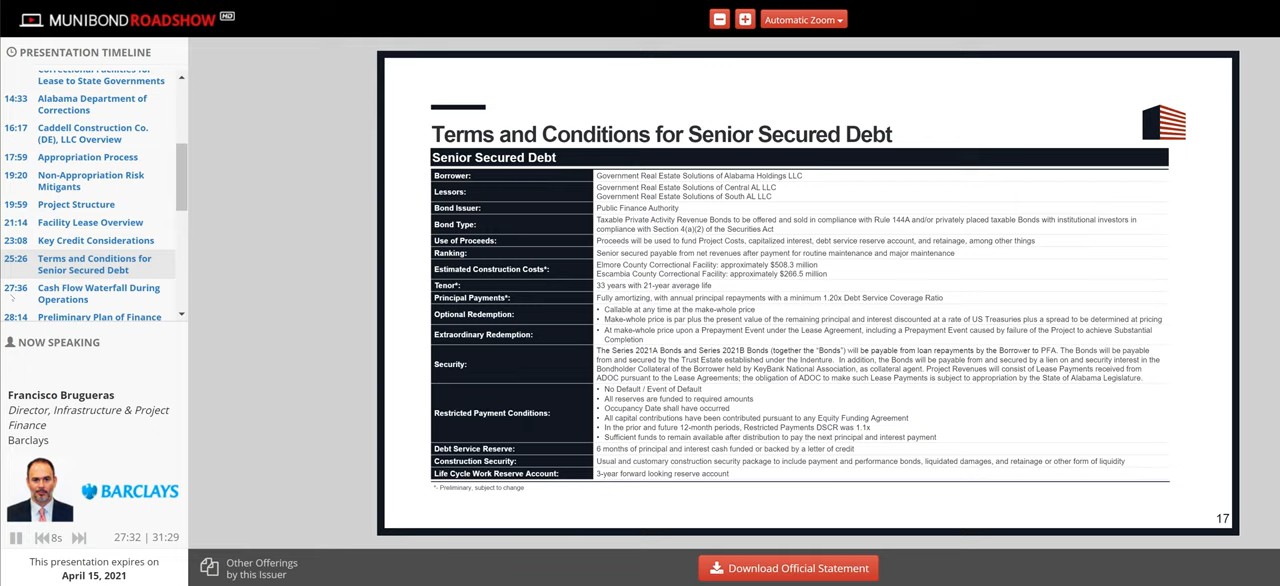 MUNIBONDROADSHOW HD
Automatic Zoom
PRESENTATION TIMELINE
Correctional Facilities for
Lease to State Governments
14:33 Alabama Department of
Corrections
16:17 Caddell Construction Co.
(DE), LLC Overview
17:59 Appropriation Process
19:20 Non-Appropriation Risk
Mitigants
19:59 Project Structure
21:14 Facility Lease Overview
23:08 Key Credit Considerations
25:26 Terms and Conditions for
Senior Secured Debt
27:36 Cash Flow Waterfall During
Operations
28:14 Preliminary Plan of Finance
NOW SPEAKING
Francisco Brugueras
Director, Infrastructure & Project
Finance
Barclays
BARCLAYS
8s
27:32 | 31:29
This presentation expires on
April 15, 2021
Terms and Conditions for Senior Secured Debt
Senior Secured Debt
Borrower: Government Real Estate Solutions of Alabama Holdings LLC
Lessors: Government Real Estate Solutions of Central AL LLC
Government Real Estate Solutions of South AL LLC
Bond Issuer: Public Finance Authority
Bond Type: Taxable Private Activity Revenue Bonds to be offered and sold in compliance with Rule 144A and/or privately placed taxable Bonds with institutional investors in
compliance with Section 4(a)(2) of the Securities Act
Use of Proceeds: Proceeds will be used to fund Project Costs, capitalized interest, debt service reserve account, and retainage, among other things
Ranking: Senior secured payable from net revenues after payment for routine maintenance and major maintenance
Estimated Construction Costs*: Elmore County Correctional Facility: approximately $508.3 million
Escambia County Correctional Facility: approximately $266.5 million
Tenor*: 33 years with 21-year average life
Principal Payments*: Fully amortizing, with annual principal repayments with a minimum 1.20x Debt Service Coverage Ratio
Optional Redemption: • Callable at any time at the make-whole price
• Make-whole price is par plus the present value of the remaining principal and interest discounted at a rate of US Treasuries plus a spread to be determined at pricing
Extraordinary Redemption: • At make-whole price upon a Prepayment Event under the Lease Agreement, including a Prepayment Event caused by failure of the Project to achieve Substantial
Completion
Security: The Series 2021A Bonds and Series 2021B Bonds (together the "Bonds") will be payable from loan repayments by the Borrower to PFA. The Bonds will be payable
from and secured by the Trust Estate established under the Indenture. In addition, the Bonds will be payable from and secured by a lien on and security interest in the
Bondholder Collateral of the Borrower held by KeyBank National Association, as collateral agent. Project Revenues will consist of Lease Payments received from
ADOC pursuant to the Lease Agreements; the obligation of ADOC to make such Lease Payments is subject to appropriation by the State of Alabama Legislature.
Restricted Payment Conditions: • No Default / Event of Default
• All reserves are funded to required amounts
• Occupancy Date shall have occurred
• All capital contributions have been contributed pursuant to any Equity Funding Agreement
• In the prior and future 12-month periods, Restricted Payments DSCR was 1.1x
• Sufficient funds to remain available after distribution to pay the next principal and interest payment
Debt Service Reserve: 6 months of principal and interest cash funded or backed by a letter of credit
Construction Security: Usual and customary construction security package to include payment and performance bonds, liquidated damages, and retainage or other form of liquidity
Life Cycle Work Reserve Account: 3-year forward looking reserve account
*- Preliminary, subject to change
17
Other Offerings
by this Issuer
Download Official Statement